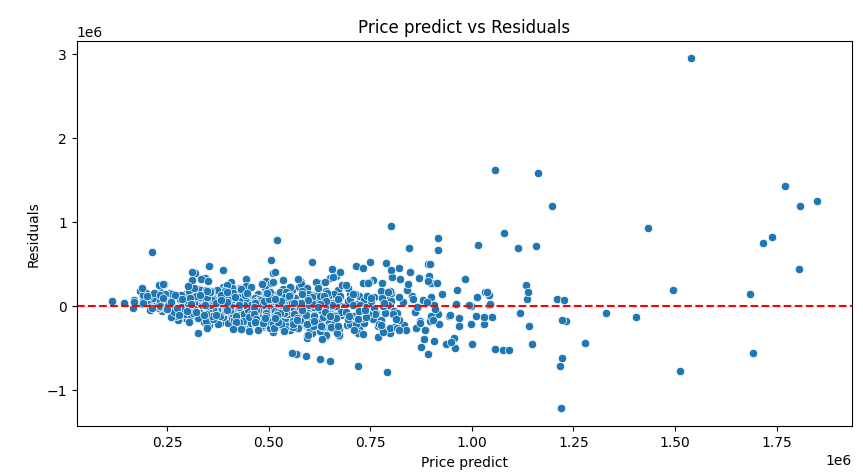 Price predict vs Residuals
1e6
3
2
1
0
−1
Residuals
0.25 0.50 0.75 1.00 1.25 1.50 1.75
1e6
Price predict